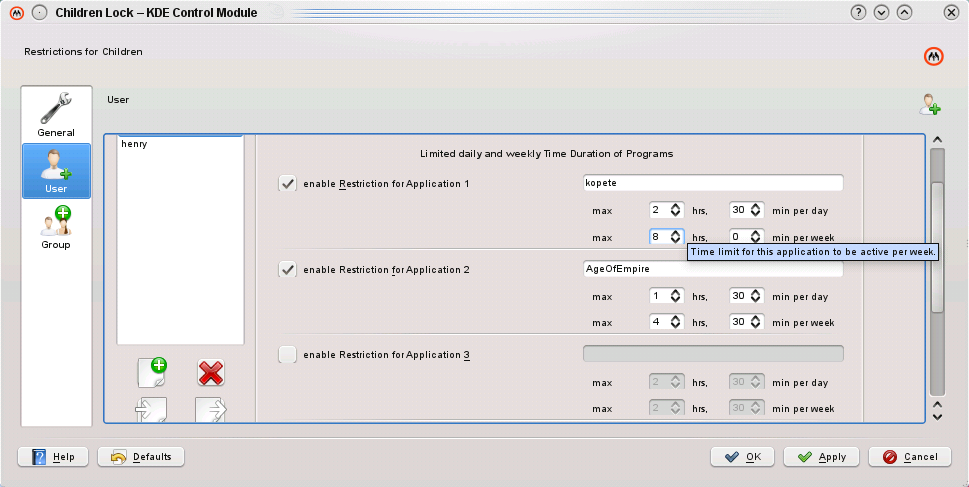 Children Lock – KDE Control Module
Restrictions for Children
General
User
Group
User
henry
Limited daily and weekly Time Duration of Programs
enable Restriction for Application 1 kopete
max 2 hrs, 30 min per day
max 8 hrs, 0 min per week
Time limit for this application to be active per week.
enable Restriction for Application 2 AgeOfEmpire
max 1 hrs, 30 min per day
max 4 hrs, 30 min per week
enable Restriction for Application 3
max 2 hrs, 30 min per day
max 2 hrs, 30 min per week
Help Defaults OK Apply Cancel